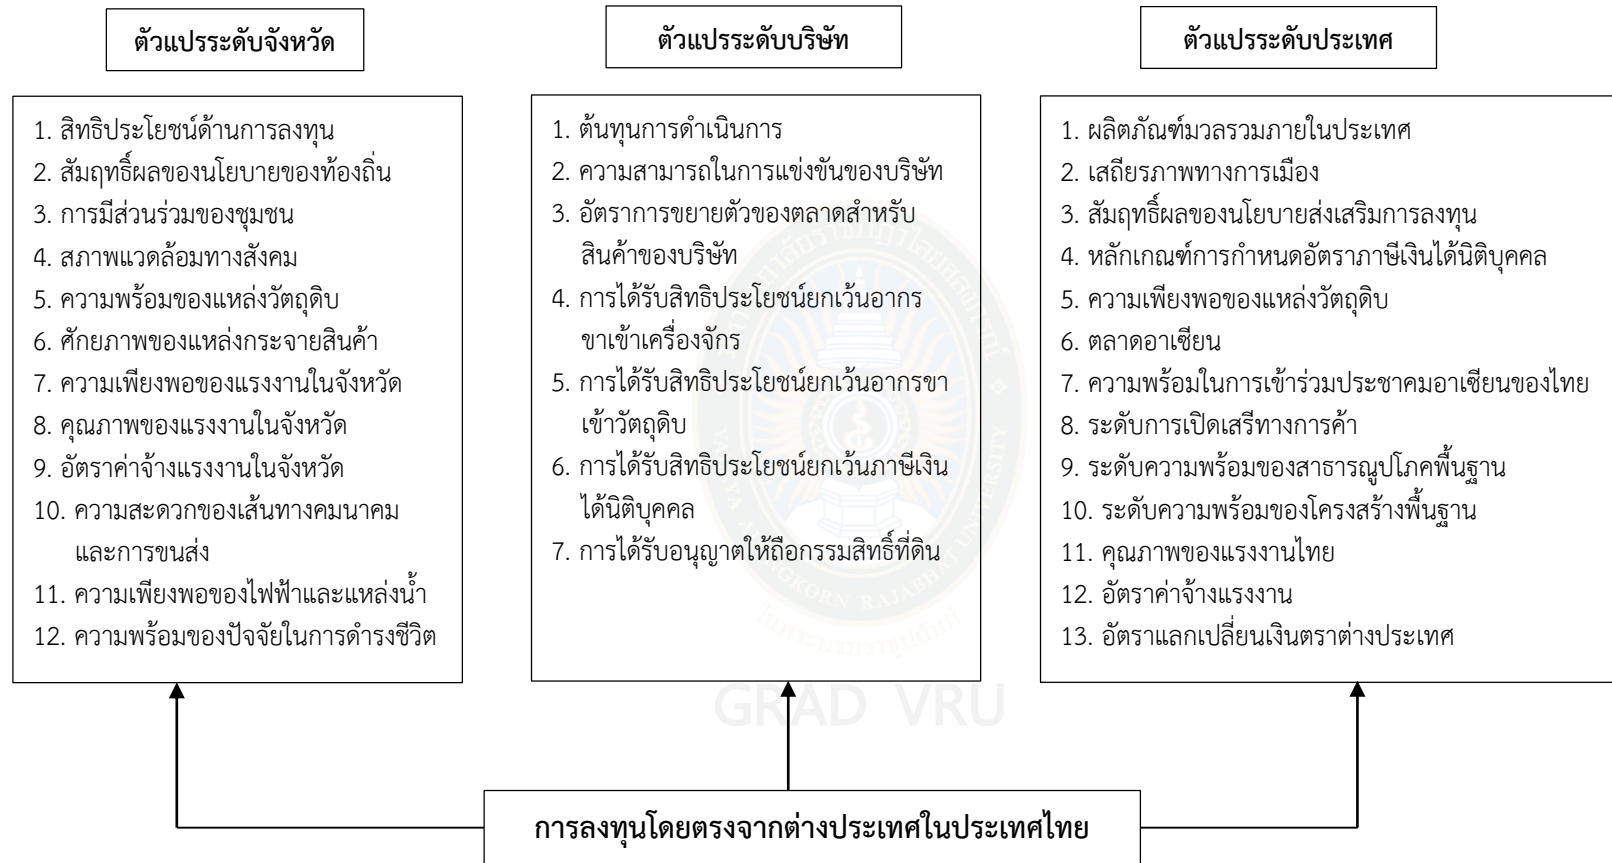 ตัวแปรระดับจังหวัด
1. สิทธิประโยชน์ด้านการลงทุน
2. สัมฤทธิ์ผลของนโยบายของท้องถิ่น
3. การมีส่วนร่วมของชุมชน
4. สภาพแวดล้อมทางสังคม
5. ความพร้อมของแหล่งวัตถุดิบ
6. ศักยภาพของแหล่งกระจายสินค้า
7. ความเพียงพอของแรงงานในจังหวัด
8. คุณภาพของแรงงานในจังหวัด
9. อัตราค่าจ้างแรงงานในจังหวัด
10. ความสะดวกของเส้นทางคมนาคม
และการขนส่ง
11. ความเพียงพอของไฟฟ้าและแหล่งน้ำ
12. ความพร้อมของปัจจัยในการดำรงชีวิต
ตัวแปรระดับบริษัท
1. ต้นทุนการดำเนินการ
2. ความสามารถในการแข่งขันของบริษัท
3. อัตราการขยายตัวของตลาดสำหรับ
สินค้าของบริษัท
4. การได้รับสิทธิประโยชน์ยกเว้นอากร
ขาเข้าเครื่องจักร
5. การได้รับสิทธิประโยชน์ยกเว้นอากรขา
เข้าวัตถุดิบ
6. การได้รับสิทธิประโยชน์ยกเว้นภาษีเงิน
ได้นิติบุคคล
7. การได้รับอนุญาตให้ถือกรรมสิทธิ์ที่ดิน
ตัวแปรระดับประเทศ
1. ผลิตภัณฑ์มวลรวมภายในประเทศ
2. เสถียรภาพทางการเมือง
3. สัมฤทธิ์ผลของนโยบายส่งเสริมการลงทุน
4. หลักเกณฑ์การกำหนดอัตราภาษีเงินได้นิติบุคคล
5. ความเพียงพอของแหล่งวัตถุดิบ
6. ตลาดอาเซียน
7. ความพร้อมในการเข้าร่วมประชาคมอาเซียนของไทย
8. ระดับการเปิดเสรีทางการค้า
9. ระดับความพร้อมของสาธารณูปโภคพื้นฐาน
10. ระดับความพร้อมของโครงสร้างพื้นฐาน
11. คุณภาพของแรงงานไทย
12. อัตราค่าจ้างแรงงาน
13. อัตราแลกเปลี่ยนเงินตราต่างประเทศ
GRAD VRU
การลงทุนโดยตรงจากต่างประเทศในประเทศไทย